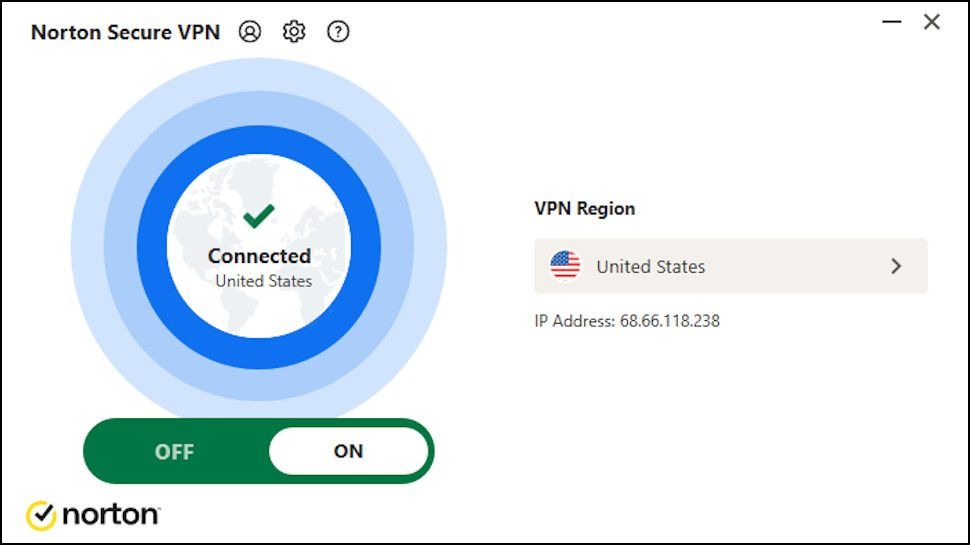 Norton Secure VPN
Connected
United States
VPN Region
United States
IP Address: 68.66.118.238
OFF
ON
norton